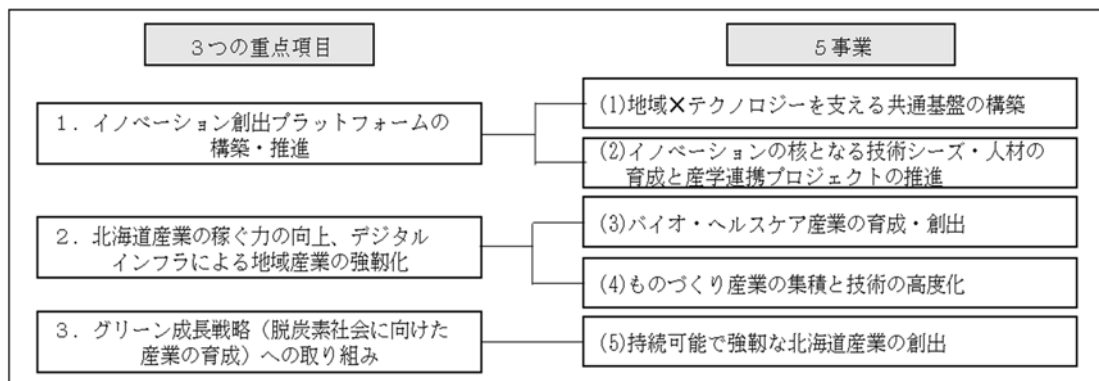 3つの重点項目
5事業
1. イノベーション創出プラットフォームの
構築・推進
(1)地域×テクノロジーを支える共通基盤の構築
(2)イノベーションの核となる技術シーズ・人材の
育成と産学連携プロジェクトの推進
2. 北海道産業の稼ぐ力の向上、デジタル
インフラによる地域産業の強靭化
(3)バイオ・ヘルスケア産業の育成・創出
(4)ものづくり産業の集積と技術の高度化
3. グリーン成長戦略（脱炭素社会に向けた
産業の育成）への取り組み
(5)持続可能で強靭な北海道産業の創出